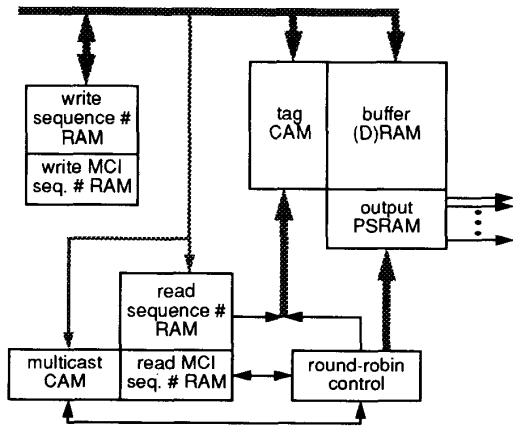 write
sequence #
RAM
write MCI
seq. # RAM
tag
CAM
buffer
(D)RAM
output
PSRAM
read
sequence #
RAM
multicast
CAM
read MCI
seq. # RAM
round-robin
control